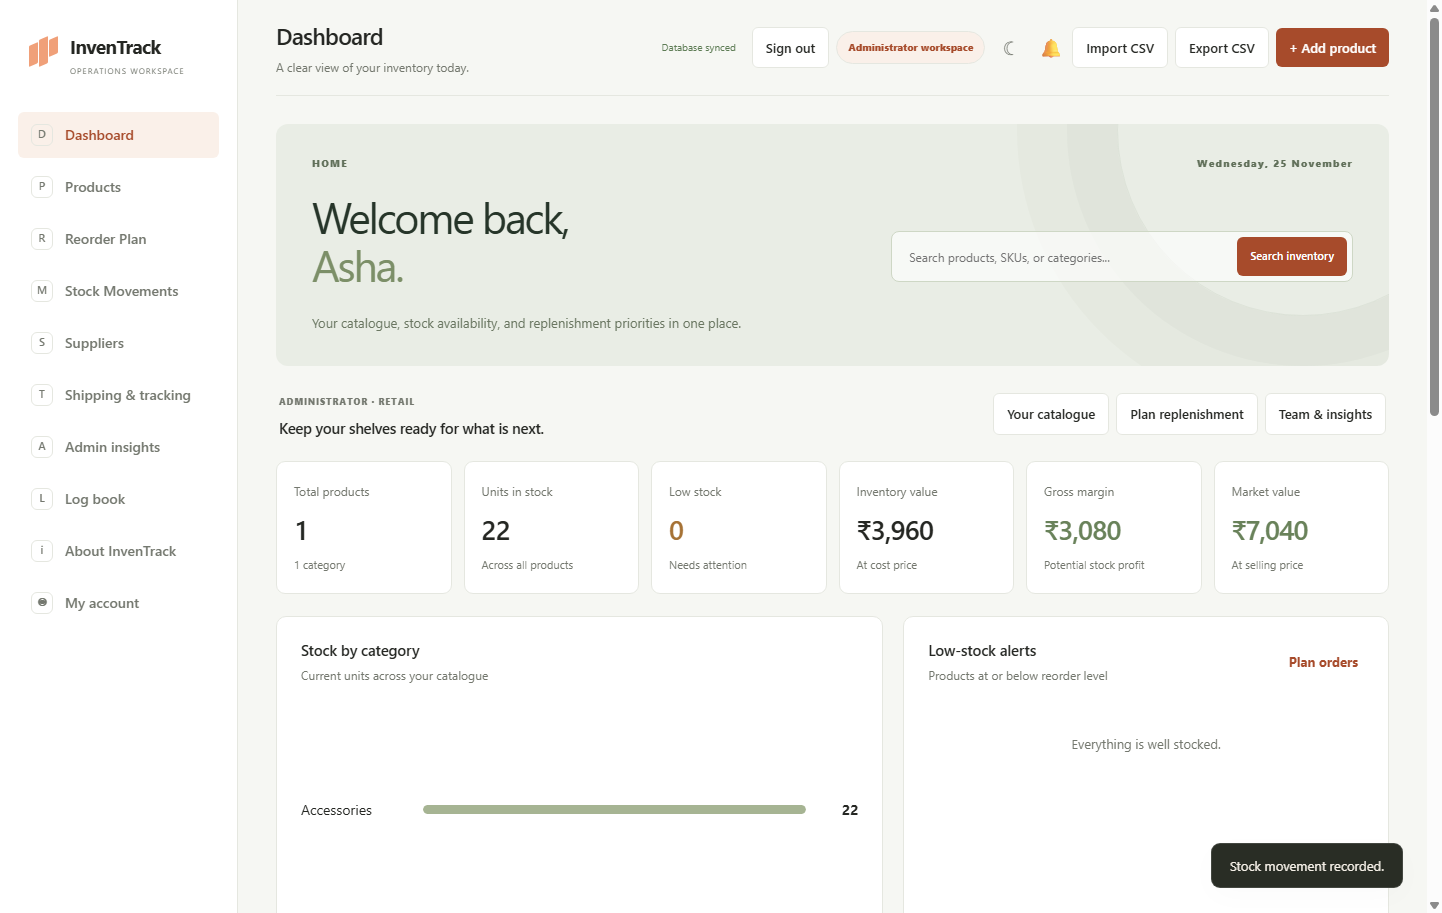 InvenTrack
OPERATIONS WORKSPACE
D Dashboard
P Products
R Reorder Plan
M Stock Movements
S Suppliers
T Shipping & tracking
A Admin insights
L Log book
i About InvenTrack
My account
Dashboard
A clear view of your inventory today.
Database synced
Sign out
Administrator workspace
Import CSV
Export CSV
+ Add product
HOME
Wednesday, 25 November
Welcome back,
Asha.
Search products, SKUs, or categories...
Search inventory
Your catalogue, stock availability, and replenishment priorities in one place.
ADMINISTRATOR · RETAIL
Keep your shelves ready for what is next.
Your catalogue
Plan replenishment
Team & insights
Total products
1
1 category
Units in stock
22
Across all products
Low stock
0
Needs attention
Inventory value
₹3,960
At cost price
Gross margin
₹3,080
Potential stock profit
Market value
₹7,040
At selling price
Stock by category
Current units across your catalogue
Accessories 22
Low-stock alerts
Products at or below reorder level
Plan orders
Everything is well stocked.
Stock movement recorded.